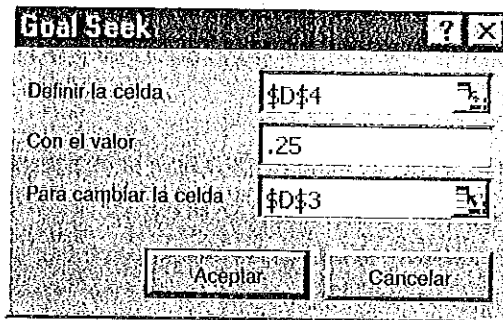 Goal Seek ? ×
Definir la celda $D$4
Con el valor .25
Para cambiar la celda $D$3
Aceptar Cancelar